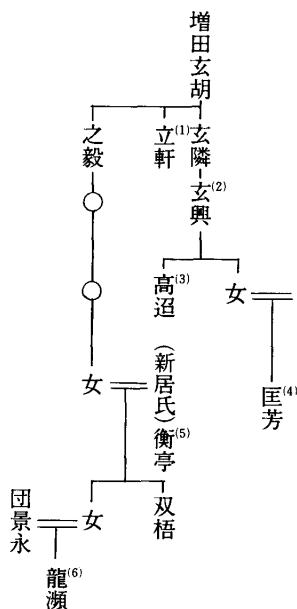 増田玄胡
玄隣
玄興(2)
立軒(1)
之毅
女
高沼(3)
匡芳(4)
女
(新居氏)衡亭(5)
双梧
女
団景永
龍瀬(6)